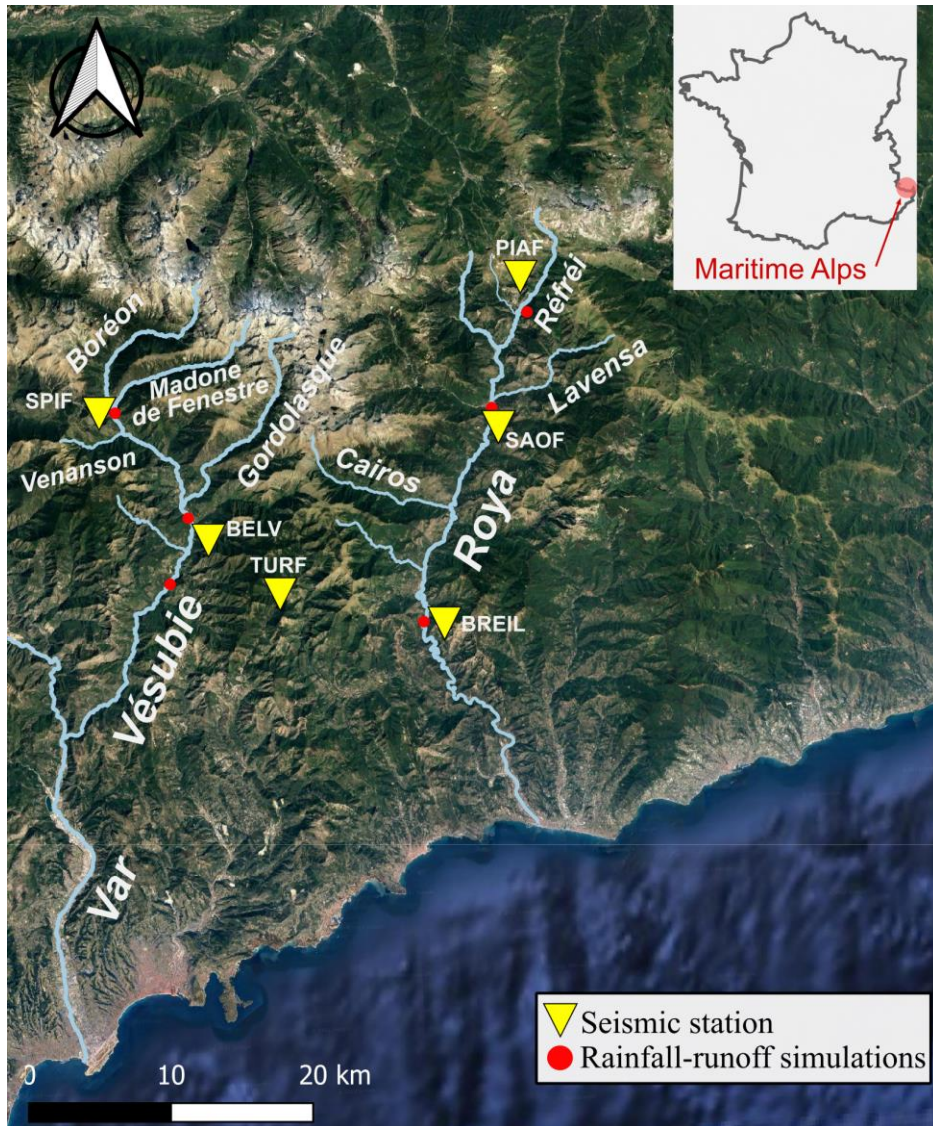 Maritime Alps
PIAF
Réfréi
Boréon
Madone
de Fenestre
Gordolasque
Lavensa
SPIF
SAOF
Venanson
Cairos
Roya
BELV
TURF
BREIL
Vésubie
Var
Seismic station
Rainfall-runoff simulations
0 10 20 km